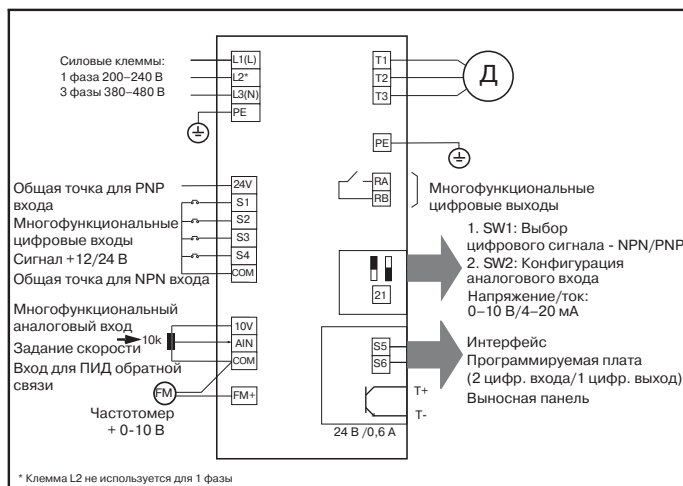 Силовые клеммы:
1 фаза 200–240 В
3 фазы 380–480 В
L1(L)
L2*
L3(N)
PE
T1
T2
T3
Д
PE
Общая точка для PNP
входа
Многофункциональные
цифровые входы
Сигнал +12/24 В
Общая точка для NPN входа
24V
S1
S2
S3
S4
COM
RA
RB
Многофункциональные
цифровые выходы
1. SW1: Выбор
цифрового сигнала - NPN/PNP
2. SW2: Конфигурация
аналогового входа
Напряжение/ток:
0–10 В/4–20 мА
21
Многофункциональный
аналоговый вход
10k
Задание скорости
Вход для ПИД обратной
связи
10V
AIN
COM
FM+
FM
Частотомер
+ 0-10 В
S5
S6
Интерфейс
Программируемая плата
(2 цифр. входа/1 цифр. выход)
Выносная панель
T+
T-
24 В /0,6 А
* Клемма L2 не используется для 1 фазы